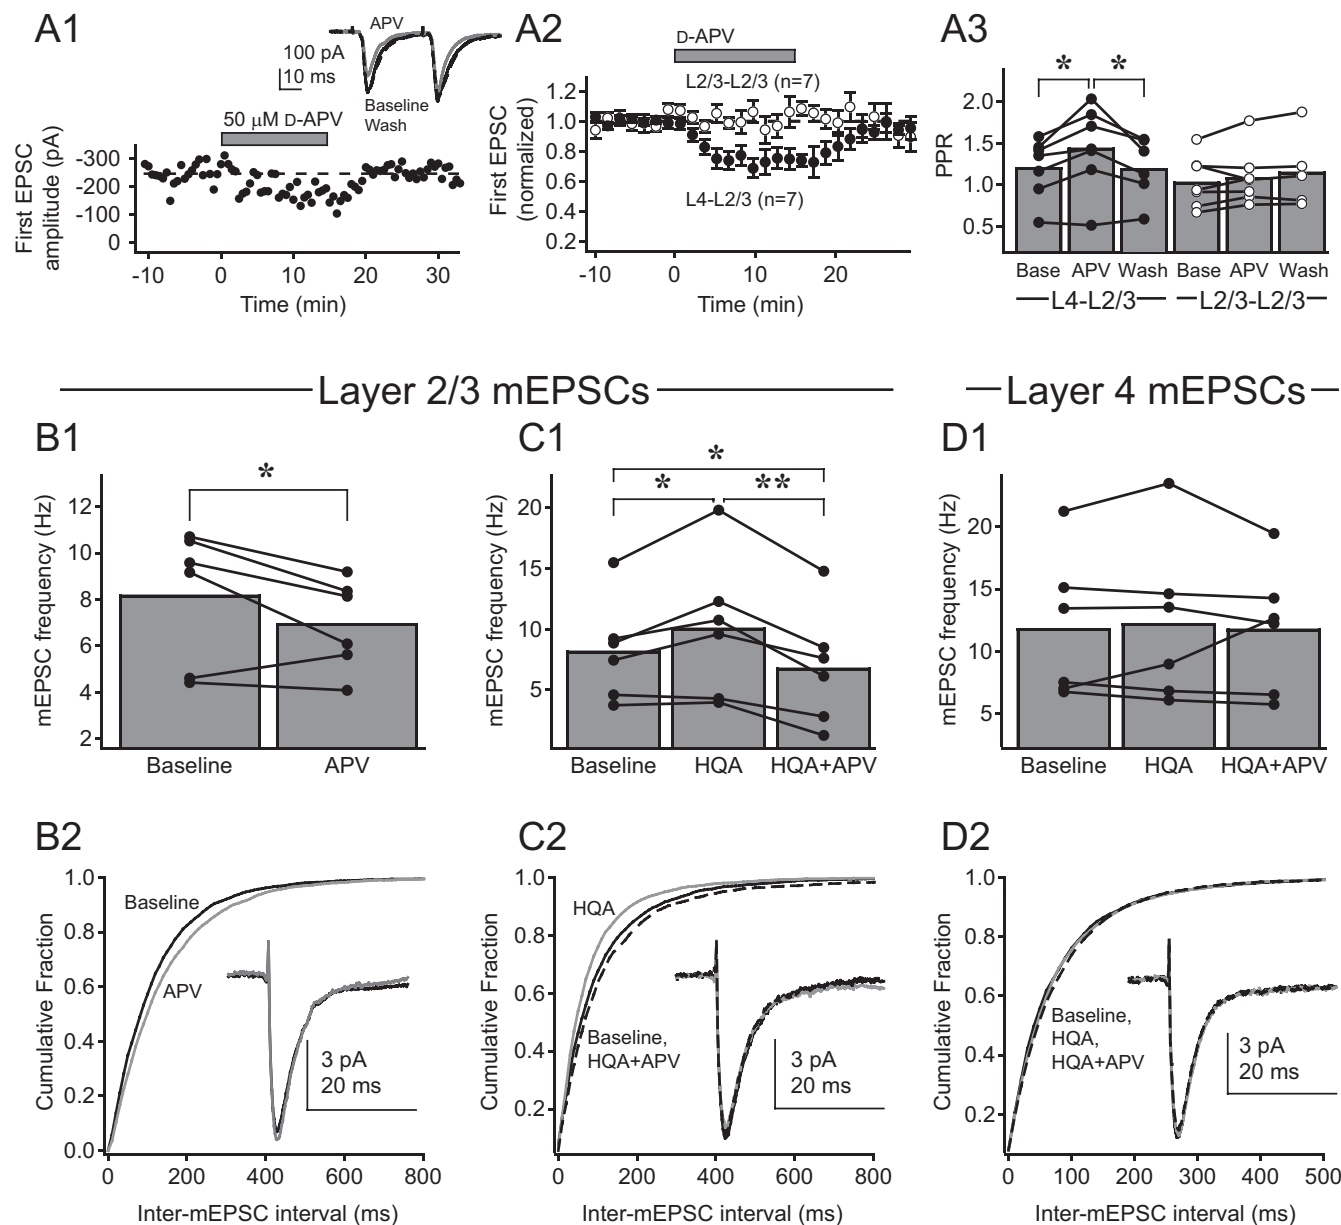 A1
APV
100 pA
10 ms
Baseline
Wash
50 µM D-APV
First EPSC
amplitude (pA)
-300
-200
-100
0
-10 0 10 20 30
Time (min)
A2
D-APV
L2/3-L2/3 (n=7)
L4-L2/3 (n=7)
First EPSC
(normalized)
1.2
1.0
0.8
0.6
0.4
0.2
-10 0 10 20
Time (min)
A3
* *
PPR
2.0
1.5
1.0
0.5
Base APV Wash Base APV Wash
L4-L2/3 L2/3-L2/3
Layer 2/3 mEPSCs
Layer 4 mEPSCs
B1
*
mEPSC frequency (Hz)
12
10
8
6
4
2
Baseline APV
C1
*
* **
mEPSC frequency (Hz)
20
15
10
5
Baseline HQA HQA+APV
D1
mEPSC frequency (Hz)
20
15
10
5
Baseline HQA HQA+APV
B2
Cumulative Fraction
1.0
0.8
0.6
0.4
0.2
0.0
Baseline
APV
3 pA
20 ms
0 200 400 600 800
Inter-mEPSC interval (ms)
C2
Cumulative Fraction
1.0
0.8
0.6
0.4
0.2
HQA
Baseline,
HQA+APV
3 pA
20 ms
0 200 400 600 800
Inter-mEPSC interval (ms)
D2
Cumulative Fraction
1.0
0.8
0.6
0.4
0.2
Baseline,
HQA,
HQA+APV
3 pA
20 ms
0 100 200 300 400 500
Inter-mEPSC interval (ms)